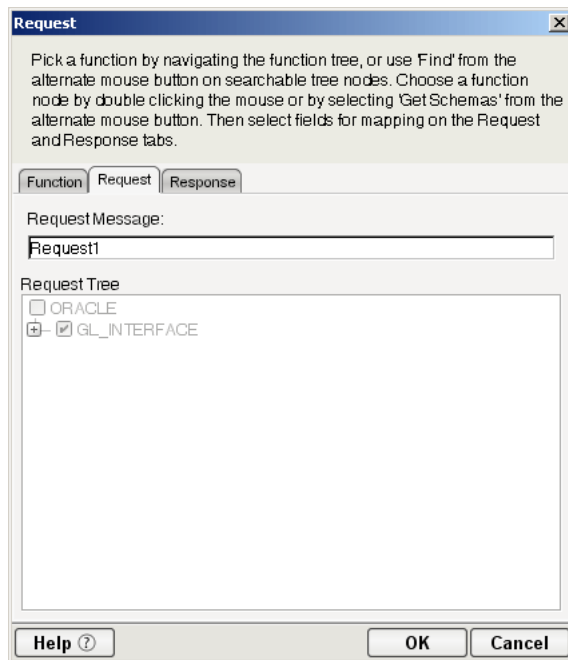 Request
Pick a function by navigating the function tree, or use 'Find' from the
alternate mouse button on searchable tree nodes. Choose a function
node by double clicking the mouse or by selecting 'Get Schemas' from the
alternate mouse button. Then select fields for mapping on the Request
and Response tabs.
Function Request Response
Request Message:
Request1
Request Tree
ORACLE
GL_INTERFACE
Help ? OK Cancel